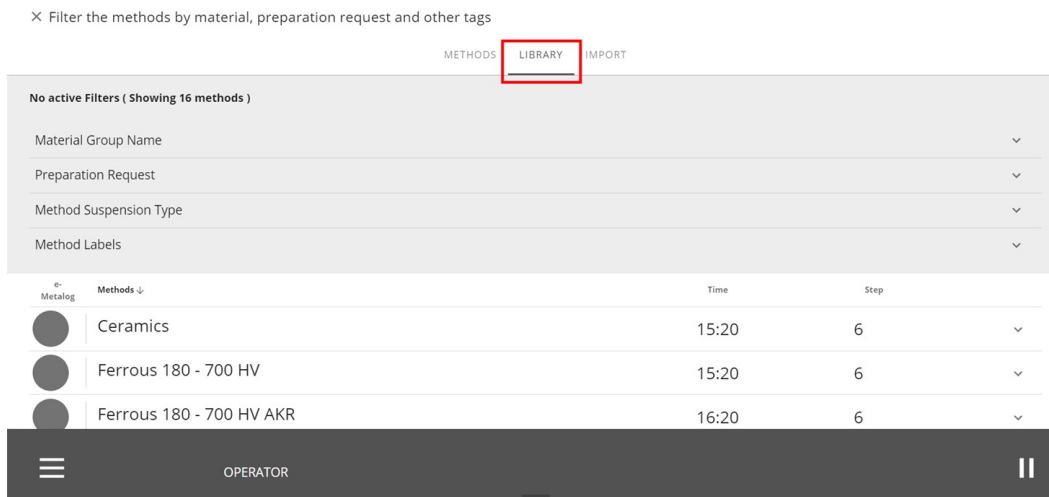 × Filter the methods by material, preparation request and other tags
METHODS LIBRARY IMPORT
No active Filters ( Showing 16 methods )
Material Group Name
Preparation Request
Method Suspension Type
Method Labels
e-
Metalog Methods ↓ Time Step
Ceramics 15:20 6
Ferrous 180 - 700 HV 15:20 6
Ferrous 180 - 700 HV AKR 16:20 6
OPERATOR